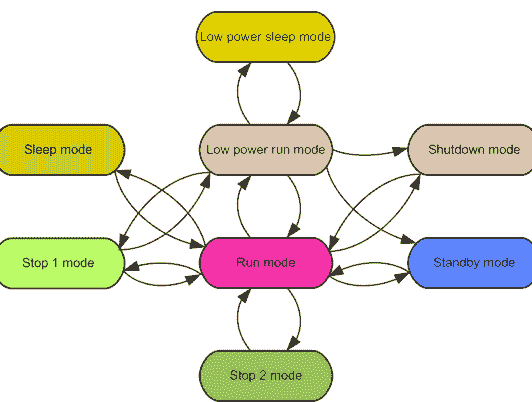 Low power sleep mode
Sleep mode
Low power run mode
Shutdown mode
Stop 1 mode
Run mode
Standby mode
Stop 2 mode